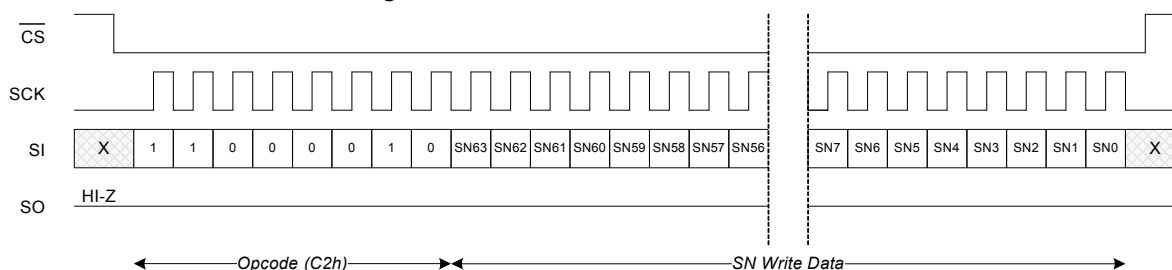 CS
SCK
SI X 1 1 0 0 0 0 1 0 SN63 SN62 SN61 SN60 SN59 SN58 SN57 SN56 SN7 SN6 SN5 SN4 SN3 SN2 SN1 SN0 X
HI-Z
SO
Opcode (C2h) SN Write Data